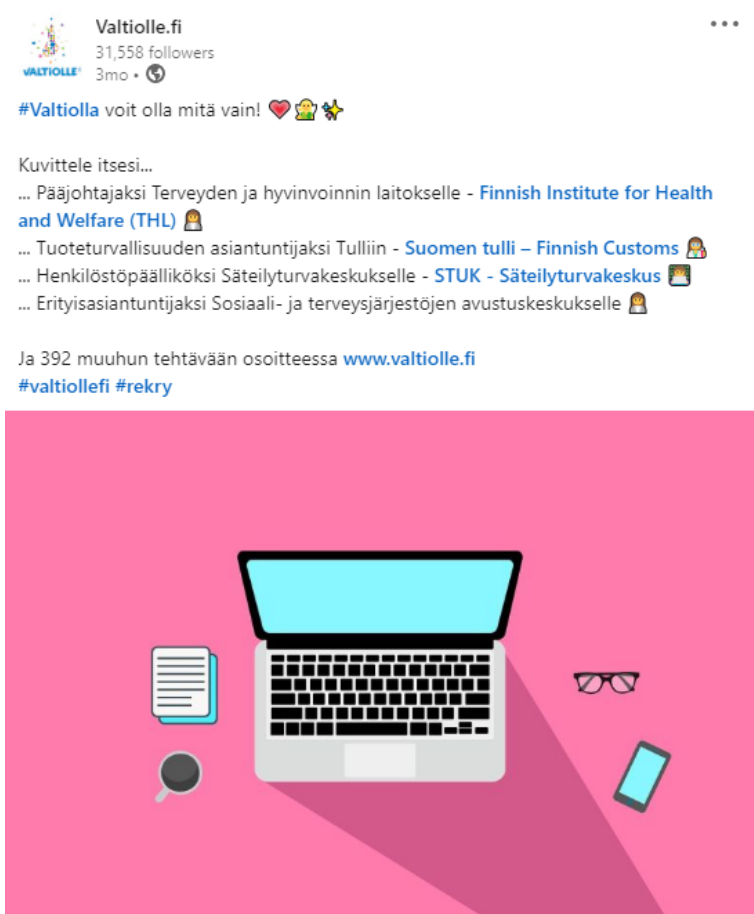 Valtiolle.fi
31,558 followers
VALTIOLLE
3mo •
#Valtiolla voit olla mitä vain! ❤️
Kuvittele itsesi...
... Pääjohtajaksi Terveyden ja hyvinvoinnin laitokselle - Finnish Institute for Health
and Welfare (THL)
... Tuoteturvallisuuden asiantuntijaksi Tulliin - Suomen tulli – Finnish Customs
... Henkilöstöpäälliköksi Säteilyturvakeskukselle - STUK - Säteilyturvakeskus
... Erityisasiantuntijaksi Sosiaali- ja terveysjärjestöjen avustuskeskukselle
Ja 392 muuhun tehtävään osoitteessa www.valtiolle.fi
#valtiollefi #rekry